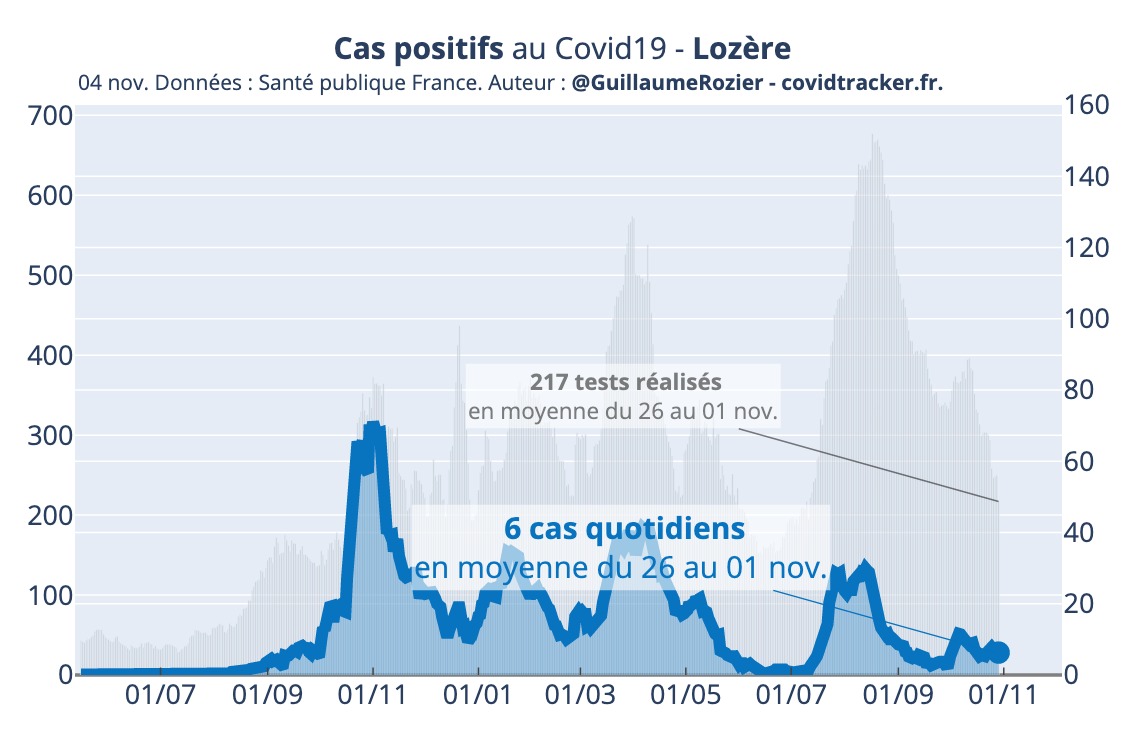 Cas positifs au Covid19 - Lozère
04 nov. Données : Santé publique France. Auteur : @GuillaumeRozier - covidtracker.fr.
700
600
500
400
300
200
100
0
160
140
120
100
80
60
40
20
0
217 tests réalisés
en moyenne du 26 au 01 nov.
6 cas quotidiens
en moyenne du 26 au 01 nov.
01/07 01/09 01/11 01/01 01/03 01/05 01/07 01/09 01/11